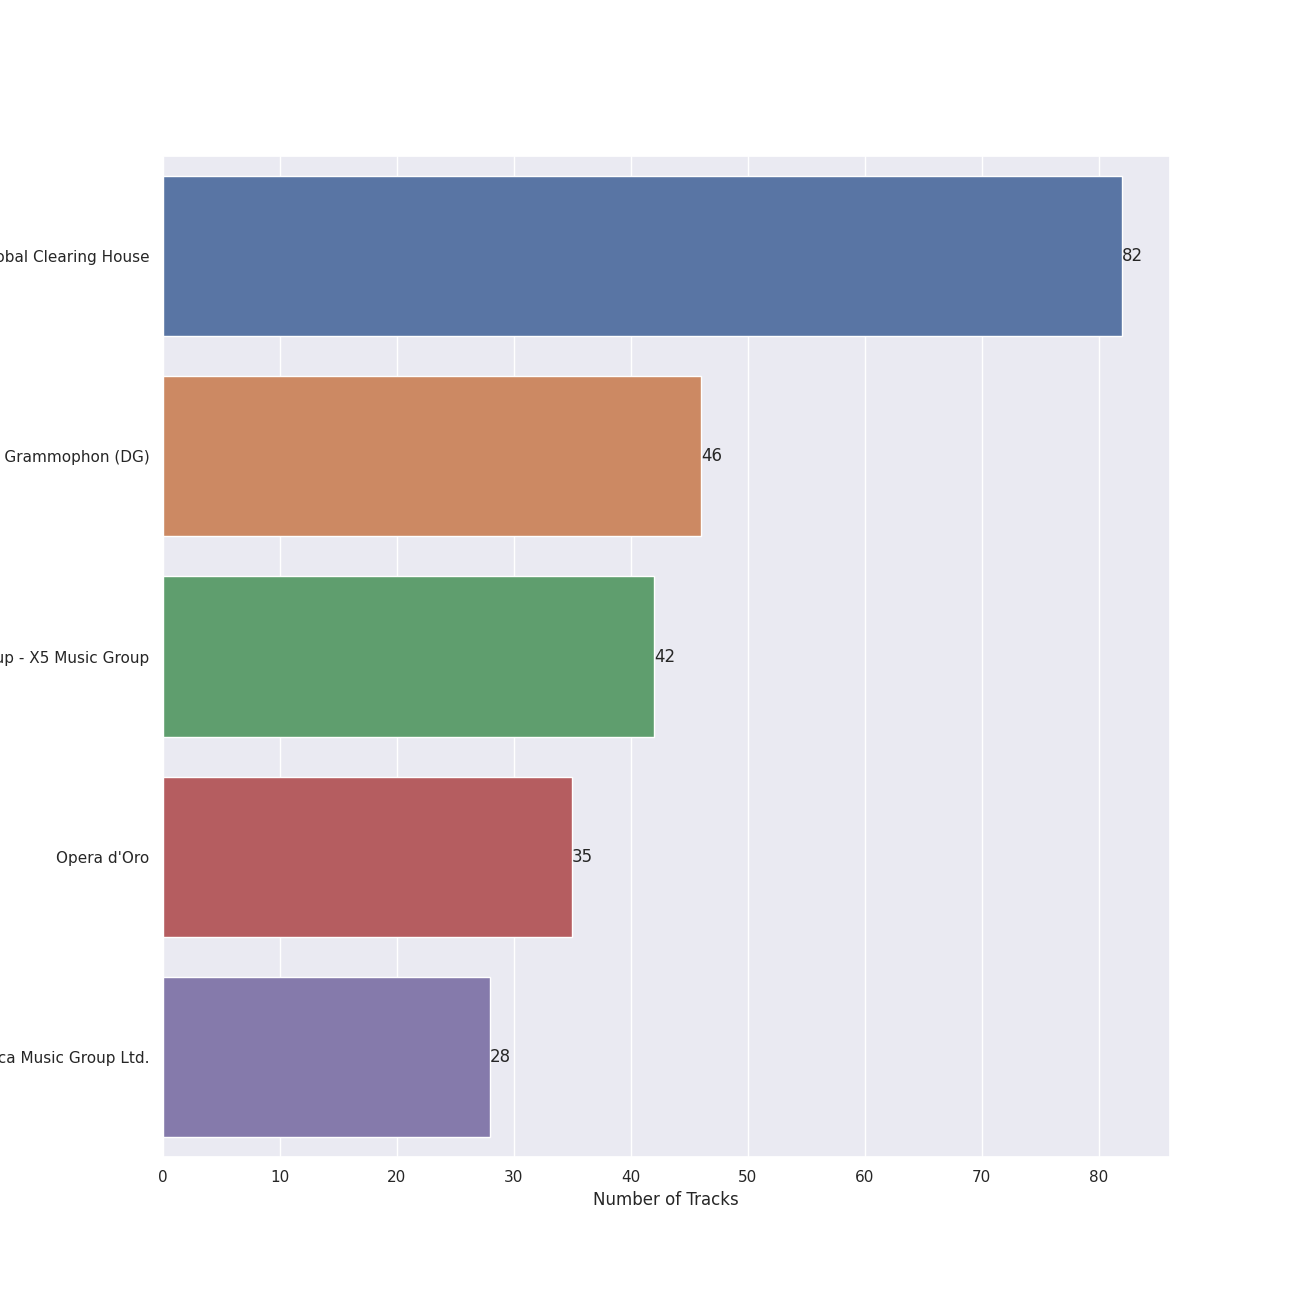 obal Clearing House
82
Grammophon (DG)
46
up - X5 Music Group
42
Opera d'Oro
35
ca Music Group Ltd.
28
0 10 20 30 40 50 60 70 80
Number of Tracks